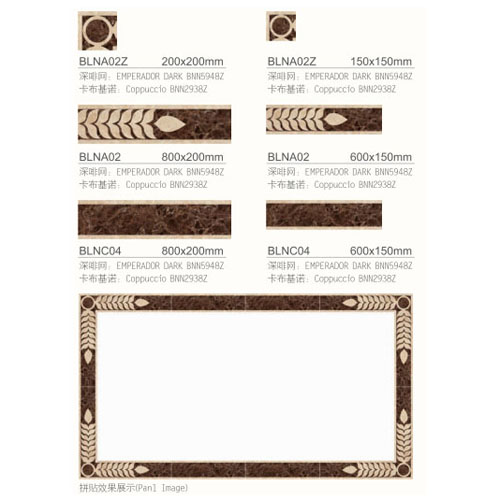 BLNA02Z 200x200mm
深啡网: EMPERADOR DARK BNN5948Z
卡布基诺: Coppuccio BNN2938Z
BLNA02Z 150x150mm
深啡网: EMPERADOR DARK BNN5948Z
卡布基诺: Coppuccio BNN2938Z
BLNA02 800x200mm
深啡网: EMPERADOR DARK BNN5948Z
卡布基诺: Coppuccio BNN2938Z
BLNA02 600x150mm
深啡网: EMPERADOR DARK BNN5948Z
卡布基诺: Coppuccio BNN2938Z
BLNC04 800x200mm
深啡网: EMPERADOR DARK BNN5948Z
卡布基诺: Coppuccio BNN2938Z
BLNC04 600x150mm
深啡网: EMPERADOR DARK BNN5948Z
卡布基诺: Coppuccio BNN2938Z
拼贴效果展示(Panl Image)